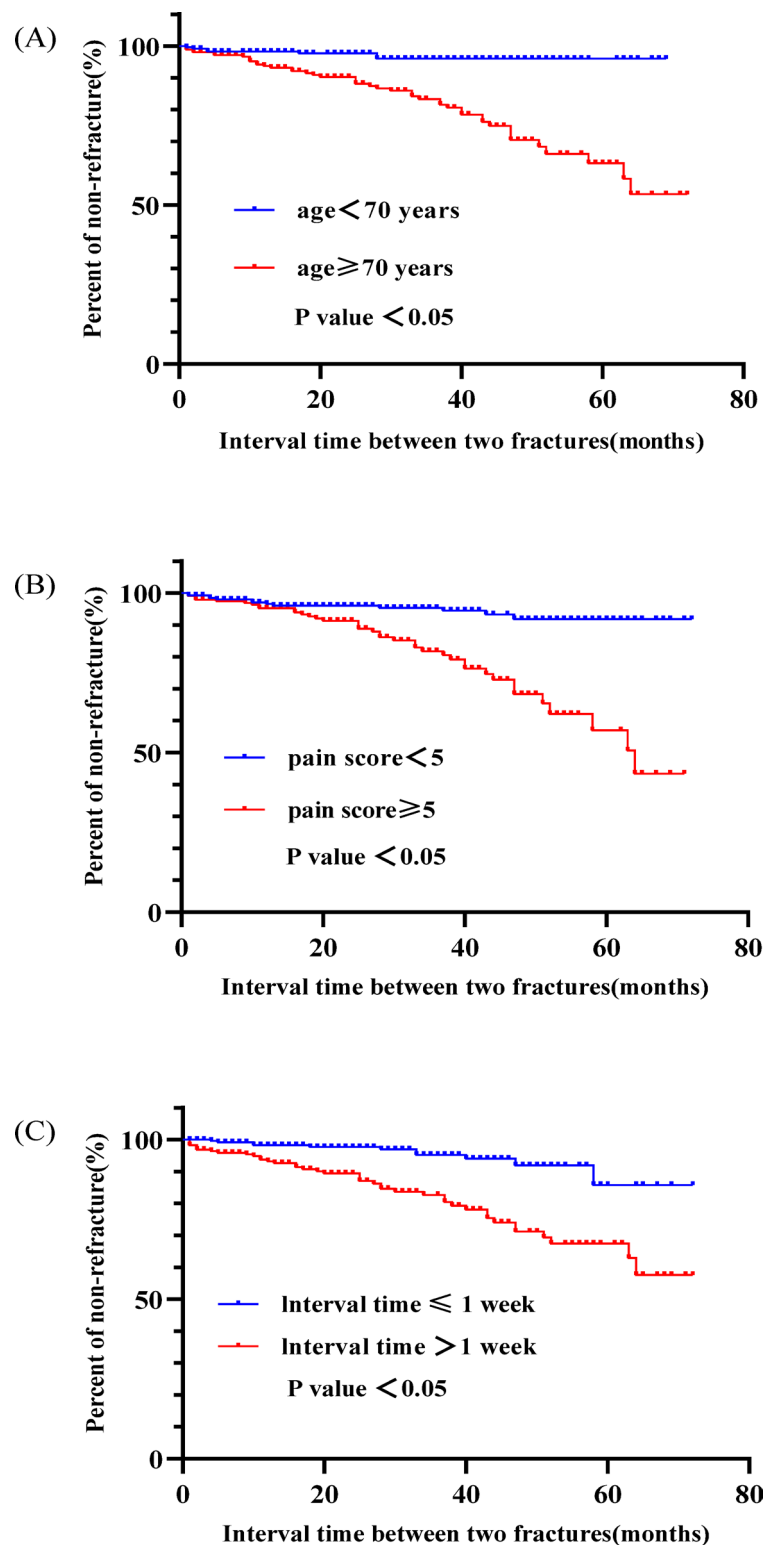 (A)
Percent of non-refracture(%)
100
50
0
age<70 years
age⩾70 years
P value <0.05
0 20 40 60 80
Interval time between two fractures(months)
(B)
Percent of non-refracture(%)
100
50
0
pain score<5
pain score⩾5
P value <0.05
0 20 40 60 80
Interval time between two fractures(months)
(C)
Percent of non-refracture(%)
100
50
0
Interval time ⩽ 1 week
Interval time >1 week
P value <0.05
0 20 40 60 80
Interval time between two fractures(months)